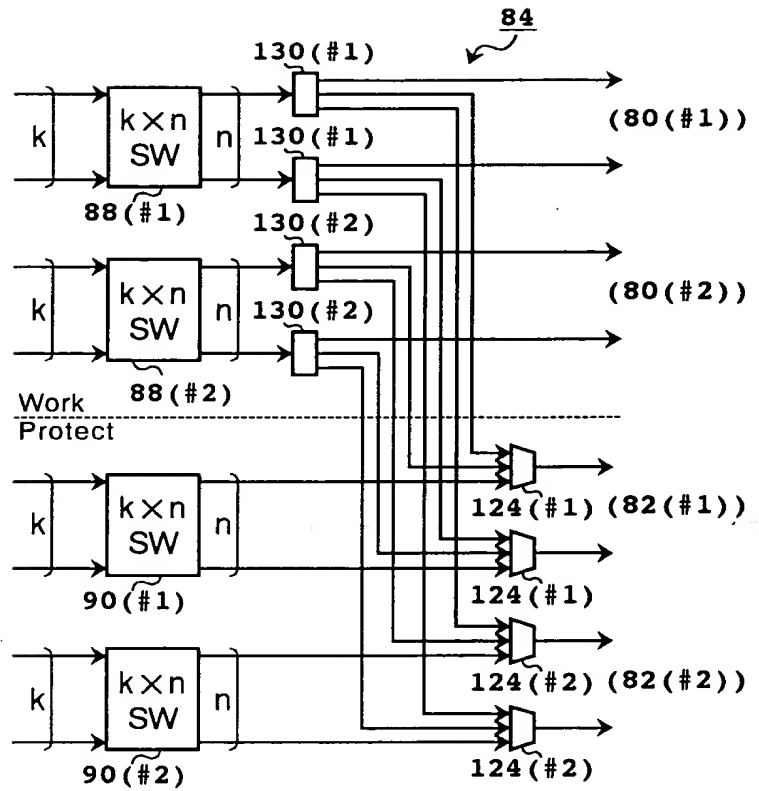 84
130(#1)
k
k×n
SW
n
(80(#1))
130(#1)
88(#1)
130(#2)
k
k×n
SW
n
(80(#2))
130(#2)
88(#2)
Work
Protect
k
k×n
SW
n
124(#1)
(82(#1))
90(#1)
124(#1)
k
k×n
SW
n
124(#2)
(82(#2))
90(#2)
124(#2)